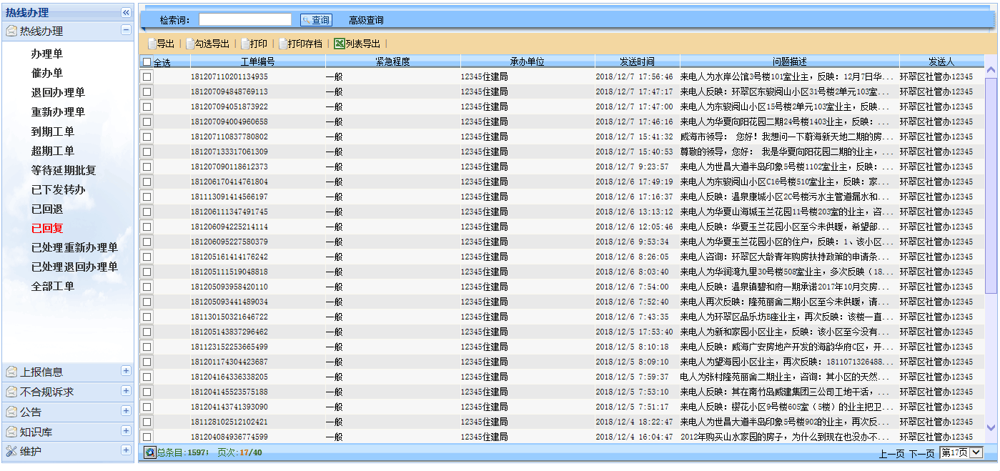 热线办理
热线办理
办理单
催办单
退回办理单
重新办理单
到期工单
超期工单
等待延期批复
已下发转办
已回退
已回复
已处理重新办理单
已处理退回办理单
全部工单
上报信息
不合规诉求
公告
知识库
维护
检索词： 查询 高级查询
导出 | 勾选导出 | 打印 | 打印存档 | 列表导出 |
全选 工单编号 紧急程度 承办单位 发送时间 问题描述 发送人
181207110201134935 一般 12345住建局 2018/12/7 17:56:46 来电人为水岸公馆3号楼101室业主，反映：12月7日华... 环翠区社管办12345
181207094848769113 一般 12345住建局 2018/12/7 17:47:17 来电人反映：环翠区东骏阅山小区31号楼2单元103室... 环翠区社管办12345
181207094051873922 一般 12345住建局 2018/12/7 17:47:00 来电人为东骏阅山小区15号楼2单元103室业主，反映... 环翠区社管办12345
181207094004960658 一般 12345住建局 2018/12/7 17:46:16 来电人为华夏向阳花园二期24号楼1403业主，反映：... 环翠区社管办12345
181207110837780802 一般 12345住建局 2018/12/7 15:41:32 威海市领导： 您好！我想问一下蔚海新天地二期的房... 环翠区社管办12345
181207133317061309 一般 12345住建局 2018/12/7 15:40:53 尊敬的领导，您好： 我是华夏向阳花园二期的业主，... 环翠区社管办12345
181207090118612373 一般 12345住建局 2018/12/7 9:23:57 来电人为世昌大道半岛印象5号楼1102室业主，反映：... 环翠区社管办12345
181206170414761804 一般 12345住建局 2018/12/6 17:49:19 来电人为东骏阅山小区C16号楼510室业主，反映：家... 环翠区社管办12345
181113091414566197 一般 12345住建局 2018/12/6 17:16:37 来电人反映：温泉康城小区2C号楼污水主管道漏水和... 环翠区社管办12345
181206111347491745 一般 12345住建局 2018/12/6 13:13:12 来电人为华夏山海城玉兰花园11号楼203室的业主，咨... 环翠区社管办12345
181206094225214114 一般 12345住建局 2018/12/6 12:05:46 来电人反映：华夏玉兰花园小区至今未供暖，希望部... 环翠区社管办12345
181206095227580379 一般 12345住建局 2018/12/6 9:53:34 来电人为华夏玉兰花园小区的住户，反映：1、该小区... 环翠区社管办12345
181205161414176242 一般 12345住建局 2018/12/6 8:26:05 来电人咨询：环翠区大龄青年购房扶持政策的申请条... 环翠区社管办12345
181205111519048818 一般 12345住建局 2018/12/6 8:03:40 来电人为华润湾九里30号楼508室业主，多次反映（18... 环翠区社管办12345
181205093958420110 一般 12345住建局 2018/12/6 7:54:00 来电人反映：温泉镇碧和府一期承诺2017年10月交房... 环翠区社管办12345
181205093441489034 一般 12345住建局 2018/12/6 7:52:40 来电人再次反映：隆苑丽舍二期小区至今未供暖，请... 环翠区社管办12345
181130150321646722 一般 12345住建局 2018/12/6 7:43:35 来电人为环翠区品乐坊B座业主，再次反映：该楼一直... 环翠区社管办12345
181205143837296462 一般 12345住建局 2018/12/5 17:53:40 来电人为新和家园小区业主，反映：该小区至今没有... 环翠区社管办12345
181123152253665499 一般 12345住建局 2018/12/5 8:10:18 来电人反映：威海广安房地产开发的海韵华府C区，开... 环翠区社管办12345
181201174304423687 一般 12345住建局 2018/12/5 8:09:10 来电人为望海园小区业主，再次反映：1811071326488... 环翠区社管办12345
181204164336338205 一般 12345住建局 2018/12/5 7:59:37 电人为张村隆苑丽舍二期业主，咨询：其小区的天然... 环翠区社管办12345
181204145523575188 一般 12345住建局 2018/12/5 7:53:10 来电人反映：其在南竹岛威建集团三公司工地干活，... 环翠区社管办12345
181204143741393090 一般 12345住建局 2018/12/5 7:51:17 来电人反映：樱花小区9号楼605室（5楼）的业主把卫... 环翠区社管办12345
181128102512102421 一般 12345住建局 2018/12/4 18:22:47 来电人为世昌大道半岛印象5号楼902的业主，再次反... 环翠区社管办12345
181204084936774599 一般 12345住建局 2018/12/4 16:04:47 2012年购买山水家园的房子，为什么到现在也没办不... 环翠区社管办12345
总条目:1597； 页次:17/40 上一页 下一页 第17页